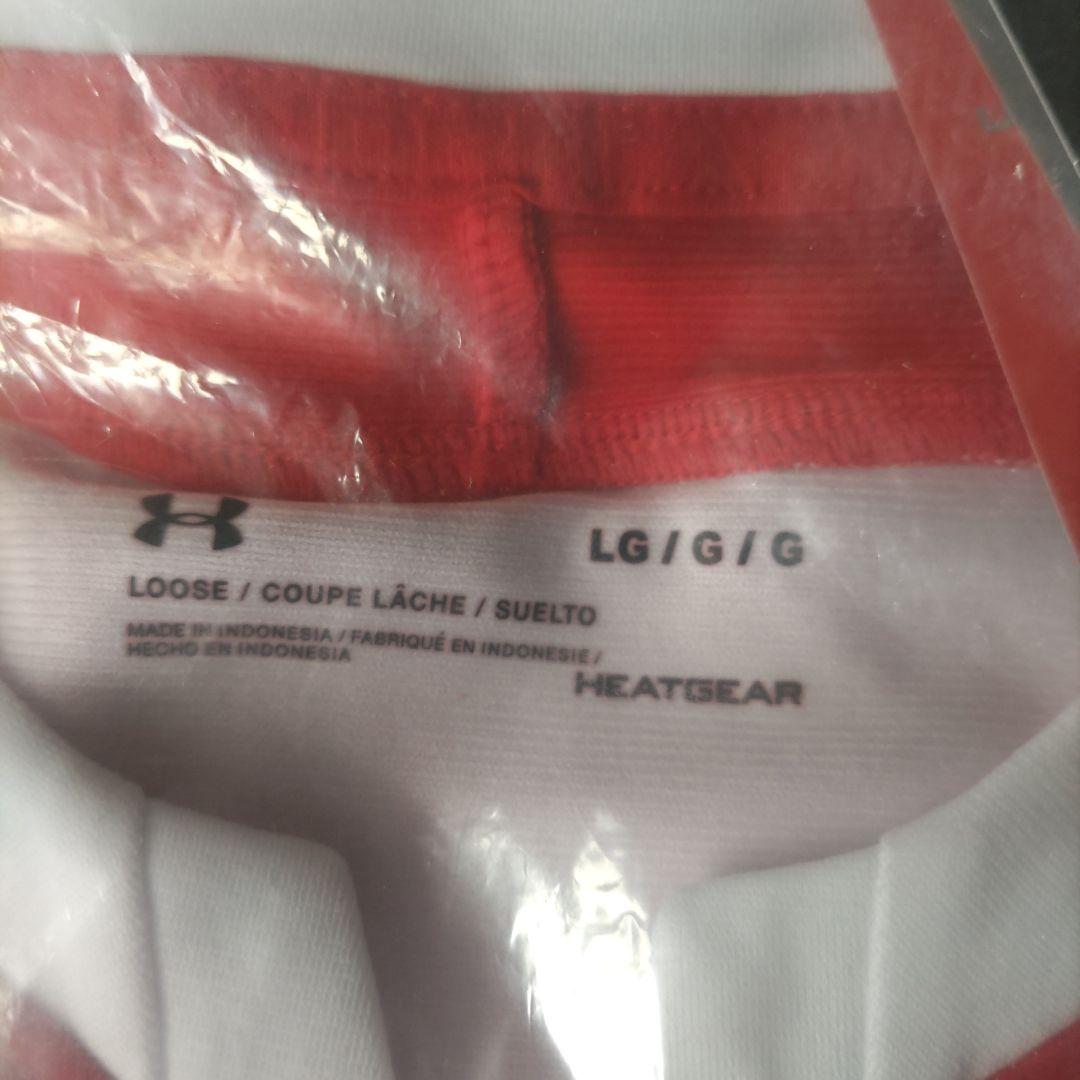 LG / G / G
LOOSE / COUPE LÂCHE / SUELTO
MADE IN INDONESIA / FABRIQUÉ EN INDONESIE /
HECHO EN INDONESIA
HEATGEAR